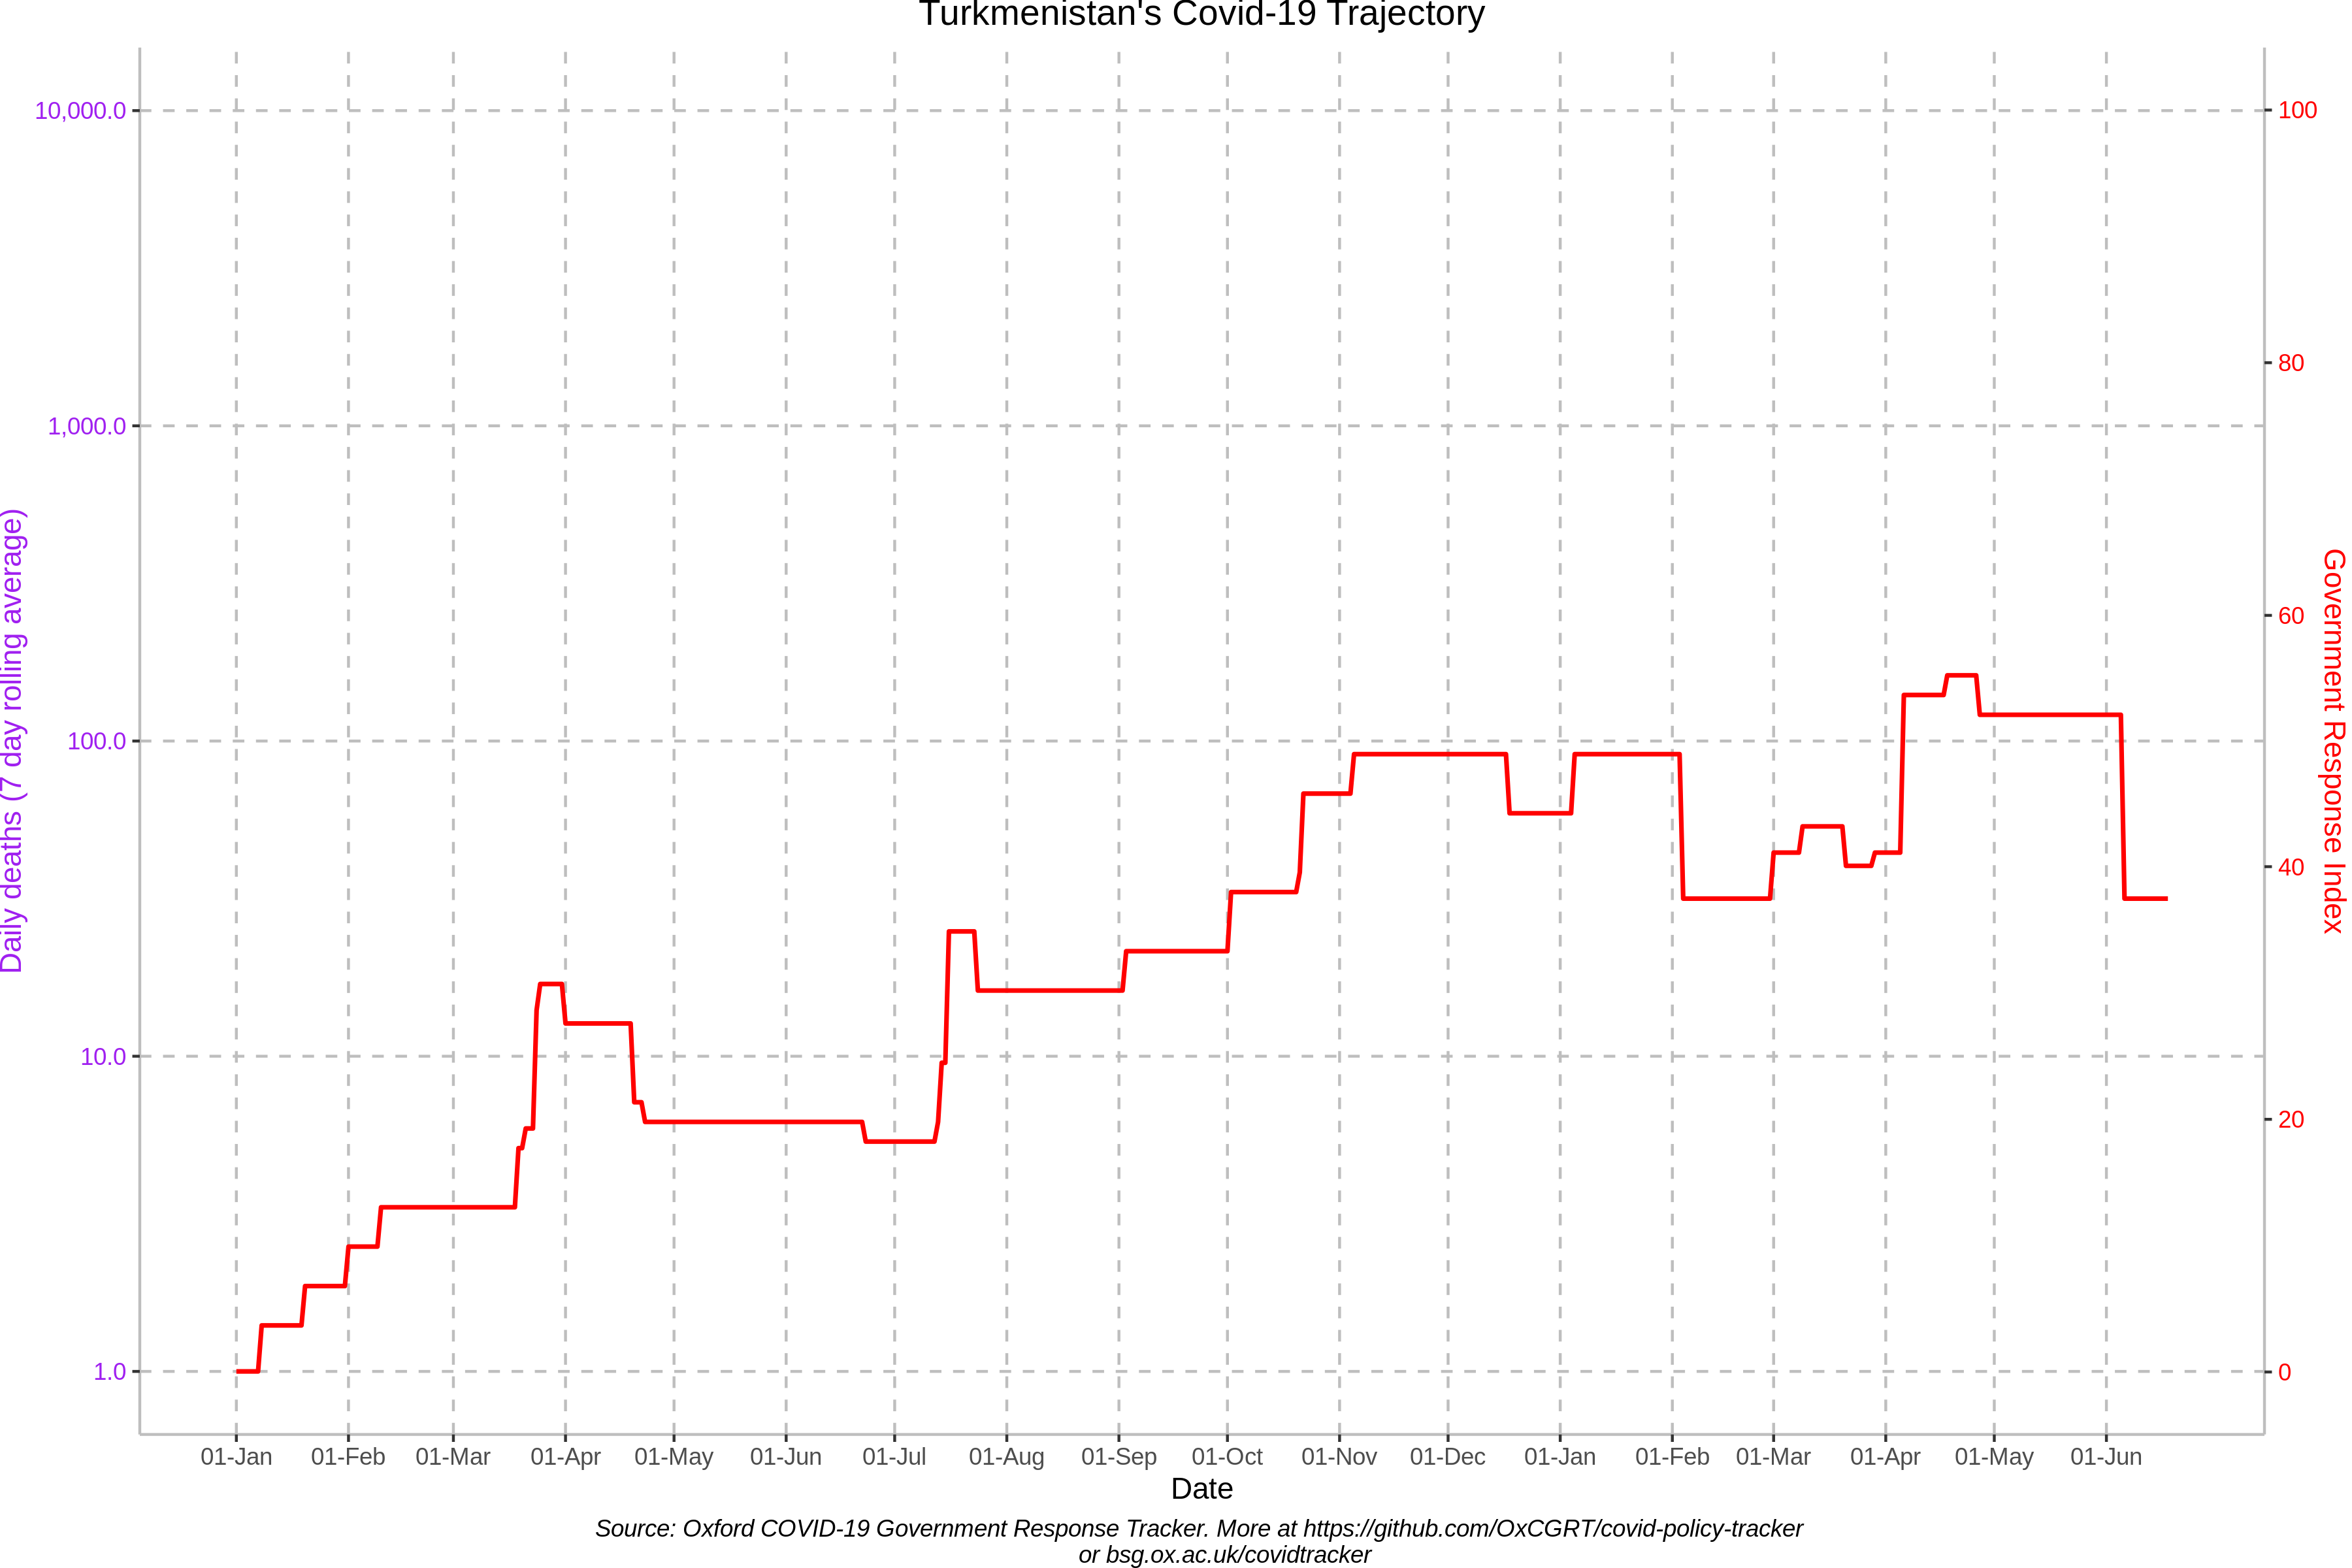 Turkmenistan's Covid-19 Trajectory
10,000.0
1,000.0
100.0
10.0
1.0
Daily deaths (7 day rolling average)
100
80
60
40
20
0
Government Response Index
01-Jan 01-Feb 01-Mar 01-Apr 01-May 01-Jun 01-Jul 01-Aug 01-Sep 01-Oct 01-Nov 01-Dec 01-Jan 01-Feb 01-Mar 01-Apr 01-May 01-Jun
Date
Source: Oxford COVID-19 Government Response Tracker. More at https://github.com/OxCGRT/covid-policy-tracker
or bsg.ox.ac.uk/covidtracker